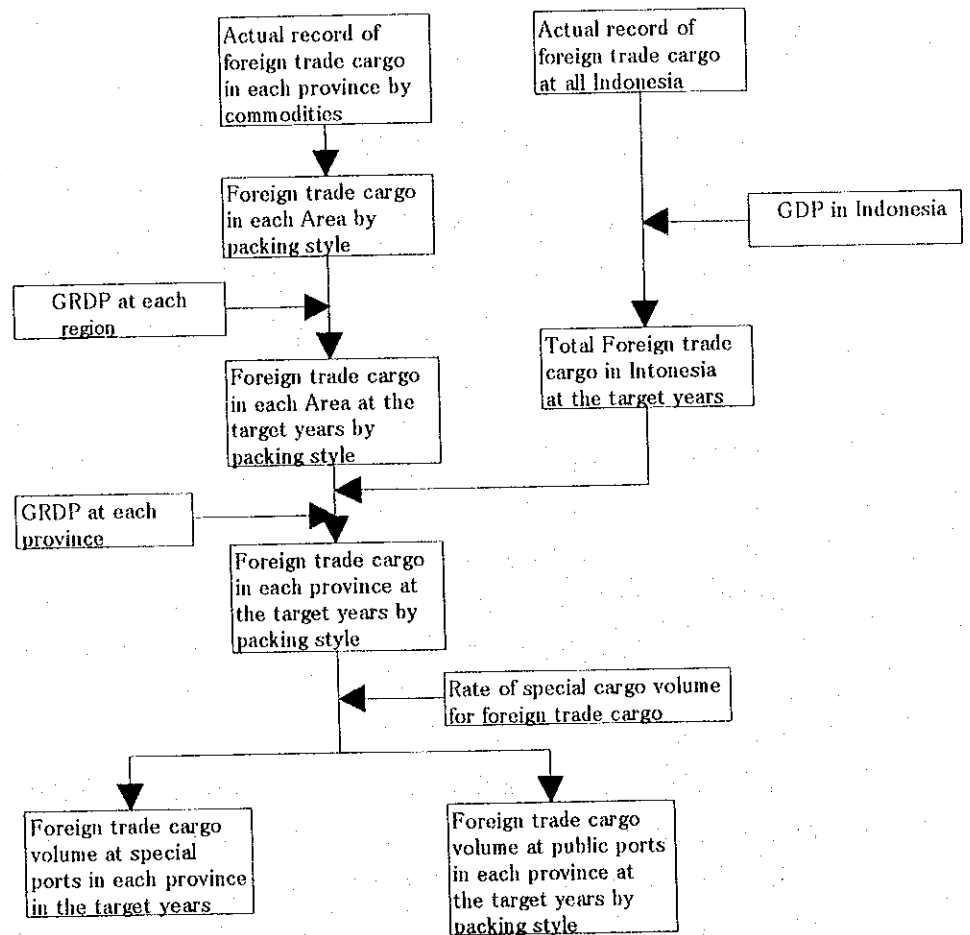 Actual record of
foreign trade cargo
in each province by
commodities
Actual record of
foreign trade cargo
at all Indonesia
Foreign trade cargo
in each Area by
packing style
GDP in Indonesia
GRDP at each
region
Total Foreign trade
cargo in Intonesia
at the target years
Foreign trade cargo
in each Area at the
target years by
packing style
GRDP at each
province
Foreign trade cargo
in each province at
the target years by
packing style
Rate of special cargo volume
for foreign trade cargo
Foreign trade cargo
volume at special
ports in each province
in the target years
Foreign trade cargo
volume at public ports
in each province at
the target years by
packing style